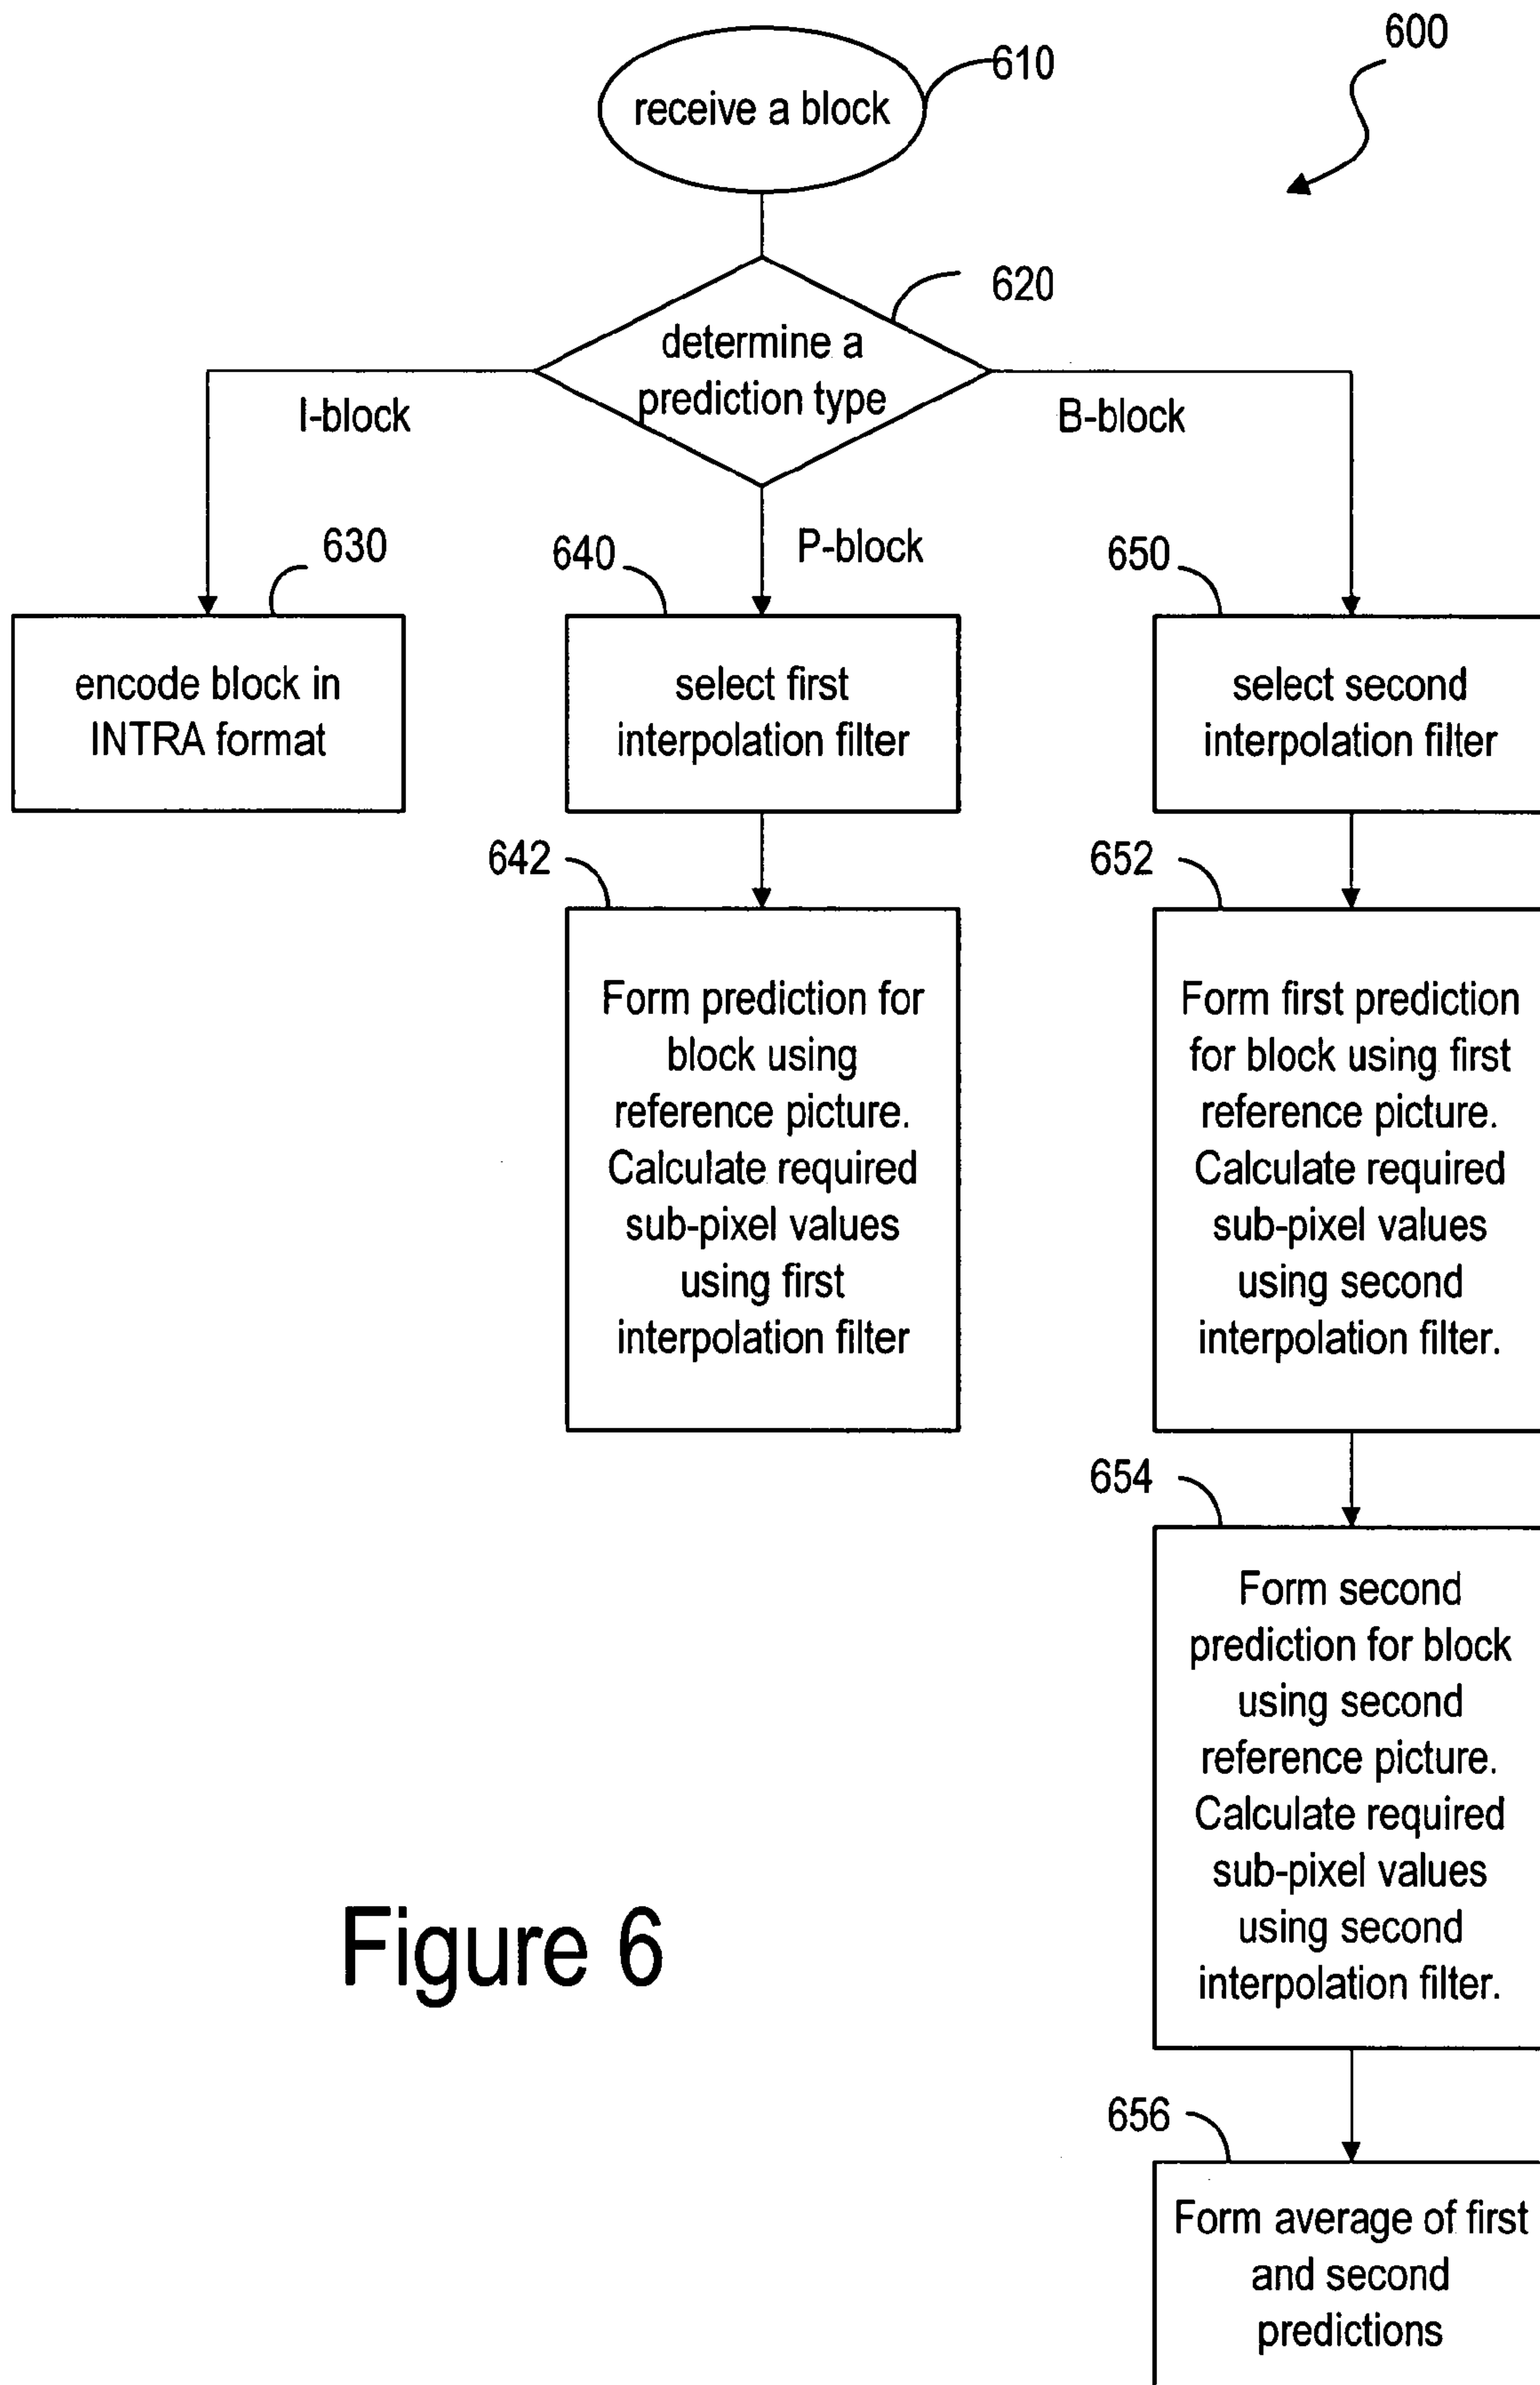 600
610
receive a block
620
determine a
prediction type
I-block
B-block
P-block
630
640
650
encode block in
INTRA format
select first
interpolation filter
select second
interpolation filter
642
652
Form prediction for
block using
reference picture.
Calculate required
sub-pixel values
using first
interpolation filter
Form first prediction
for block using first
reference picture.
Calculate required
sub-pixel values
using second
interpolation filter.
654
Form second
prediction for block
using second
reference picture.
Calculate required
sub-pixel values
using second
interpolation filter.
Figure 6
656
Form average of first
and second
predictions